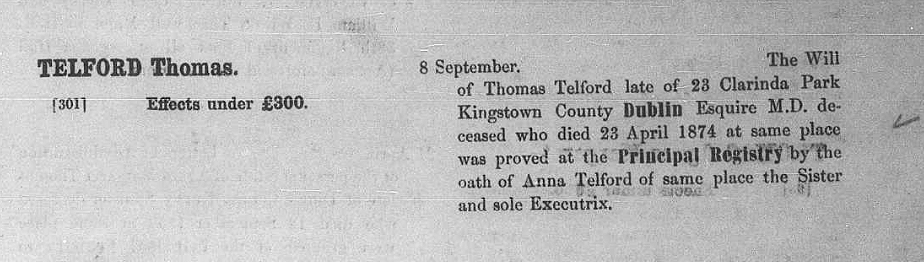 TELFORD Thomas.
[301] Effects under £300.
8 September. The Will
of Thomas Telford late of 23 Clarinda Park
Kingstown County Dublin Esquire M.D. de-
ceased who died 23 April 1874 at same place
was proved at the Principal Registry by the
oath of Anna Telford of same place the Sister
and sole Executrix.